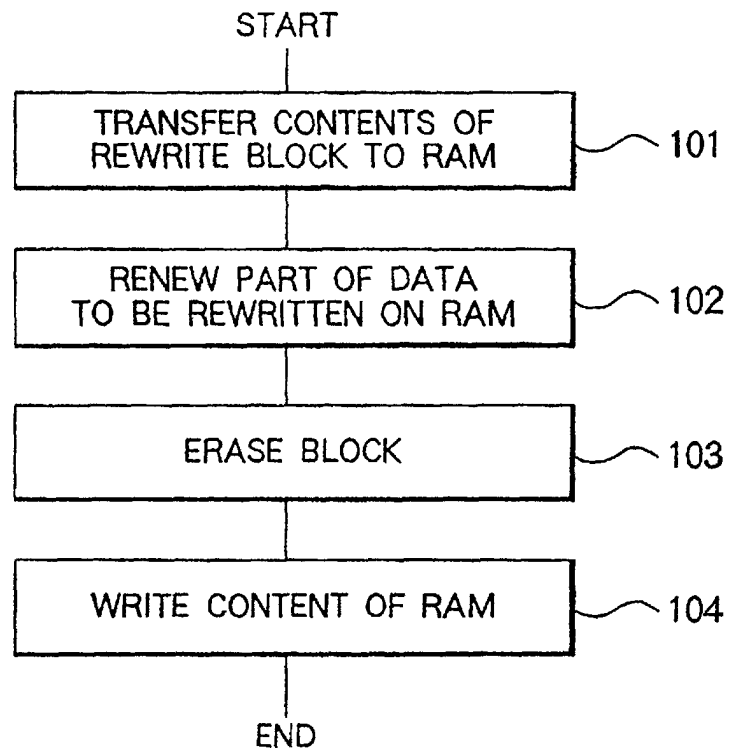 START
TRANSFER CONTENTS OF
REWRITE BLOCK TO RAM
101
RENEW PART OF DATA
TO BE REWRITTEN ON RAM
102
ERASE BLOCK
103
WRITE CONTENT OF RAM
104
END